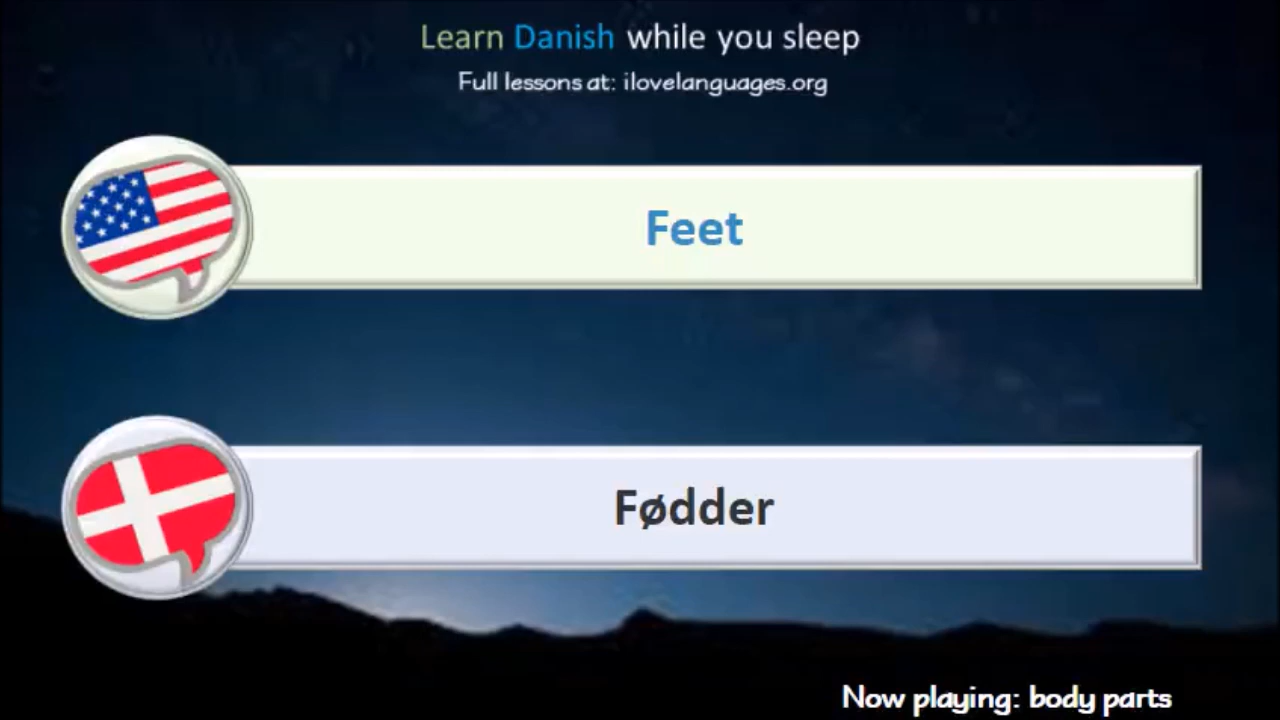 Learn Danish while you sleep
Full lessons at: ilovelanguages.org
Feet
Fødder
Now playing: body parts